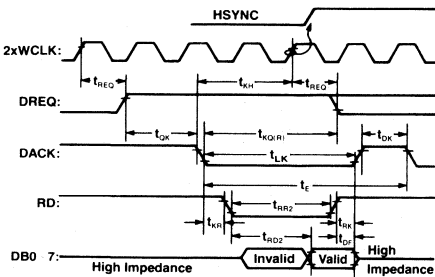 HSYNC
2xWCLK:
tREQ
tKH
tREQ
DREQ:
tQK
tKQ(R)
tDK
DACK:
tLK
tE
RD:
tRR2
tKR
tRK
tRD2
tDF
DB0 7:
High Impedance
Invalid
Valid
High
Impedance